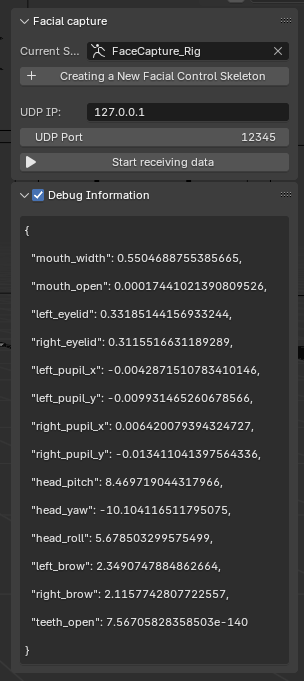 Facial capture
Current S... FaceCapture_Rig
Creating a New Facial Control Skeleton
UDP IP: 127.0.0.1
UDP Port 12345
Start receiving data
Debug Information
{
"mouth_width": 0.5504688755385665,
"mouth_open": 0.00017441021390809526,
"left_eyelid": 0.33185144156933244,
"right_eyelid": 0.3115516631189289,
"left_pupil_x": -0.0042871510783410146,
"left_pupil_y": -0.009931465260678566,
"right_pupil_x": 0.006420079394324727,
"right_pupil_y": -0.013411041397564336,
"head_pitch": 8.469719044317966,
"head_yaw": -10.104116511795075,
"head_roll": 5.678503299575499,
"left_brow": 2.3490747884862664,
"right_brow": 2.1157742807722557,
"teeth_open": 7.56705828358503e-140
}